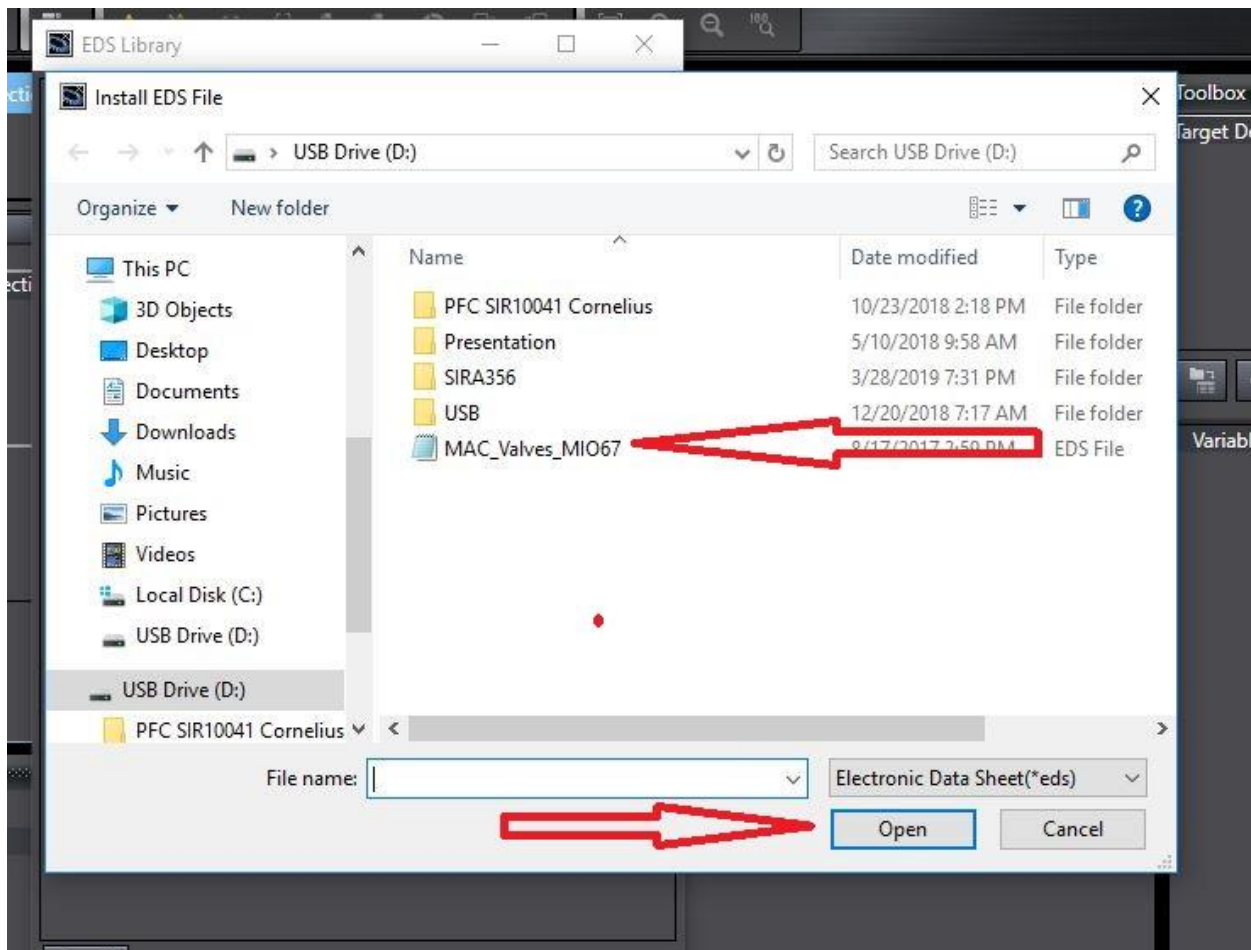 100%
EDS Library
Install EDS File
Toolbox
USB Drive (D:)
Search USB Drive (D:)
Organize
New folder
Name
Date modified
Type
This PC
3D Objects
Desktop
Documents
Downloads
Music
Pictures
Videos
Local Disk (C:)
USB Drive (D:)
USB Drive (D:)
PFC SIR10041 Cornelius
PFC SIR10041 Cornelius 10/23/2018 2:18 PM File folder
Presentation 5/10/2018 9:58 AM File folder
SIRA356 3/28/2019 7:31 PM File folder
USB 12/20/2018 7:17 AM File folder
MAC_Valves_MIO67 EDS File
Target
Variabl
File name:
Electronic Data Sheet(*eds)
Open
Cancel